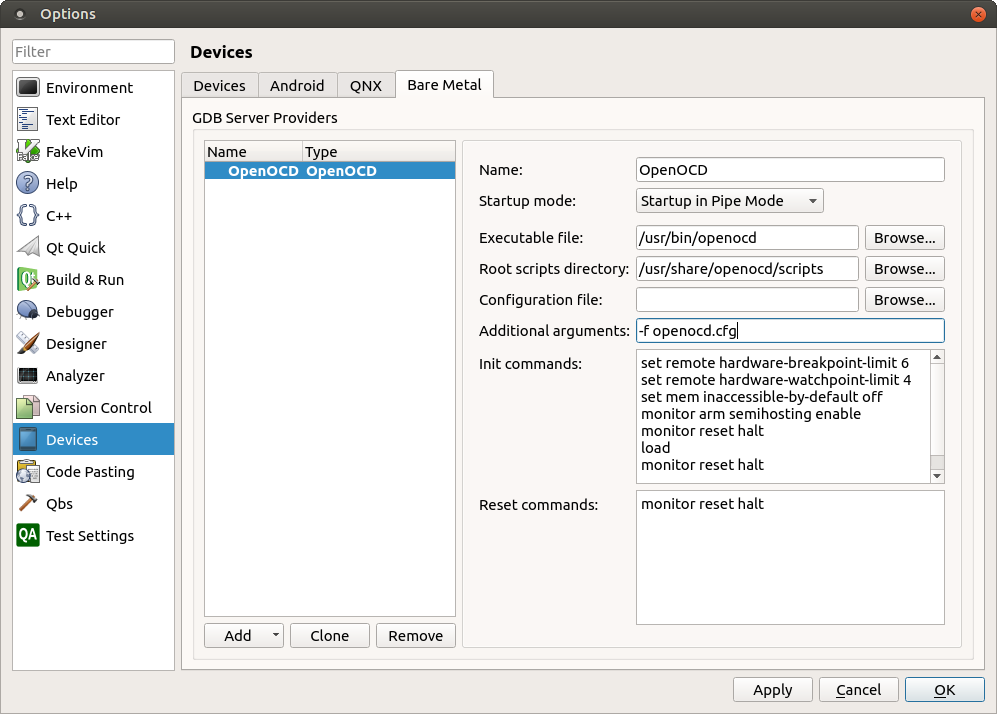 Options
Filter
Environment
Text Editor
FakeVim
Help
C++
Qt Quick
Build & Run
Debugger
Designer
Analyzer
Version Control
Devices
Code Pasting
Qbs
Test Settings
Devices
Devices Android QNX Bare Metal
GDB Server Providers
Name Type
OpenOCD OpenOCD
Add Clone Remove
Name: OpenOCD
Startup mode: Startup in Pipe Mode
Executable file: /usr/bin/openocd Browse...
Root scripts directory: /usr/share/openocd/scripts Browse...
Configuration file: Browse...
Additional arguments: -f openocd.cfg
Init commands: set remote hardware-breakpoint-limit 6
set remote hardware-watchpoint-limit 4
set mem inaccessible-by-default off
monitor arm semihosting enable
monitor reset halt
load
monitor reset halt
Reset commands: monitor reset halt
Apply Cancel OK